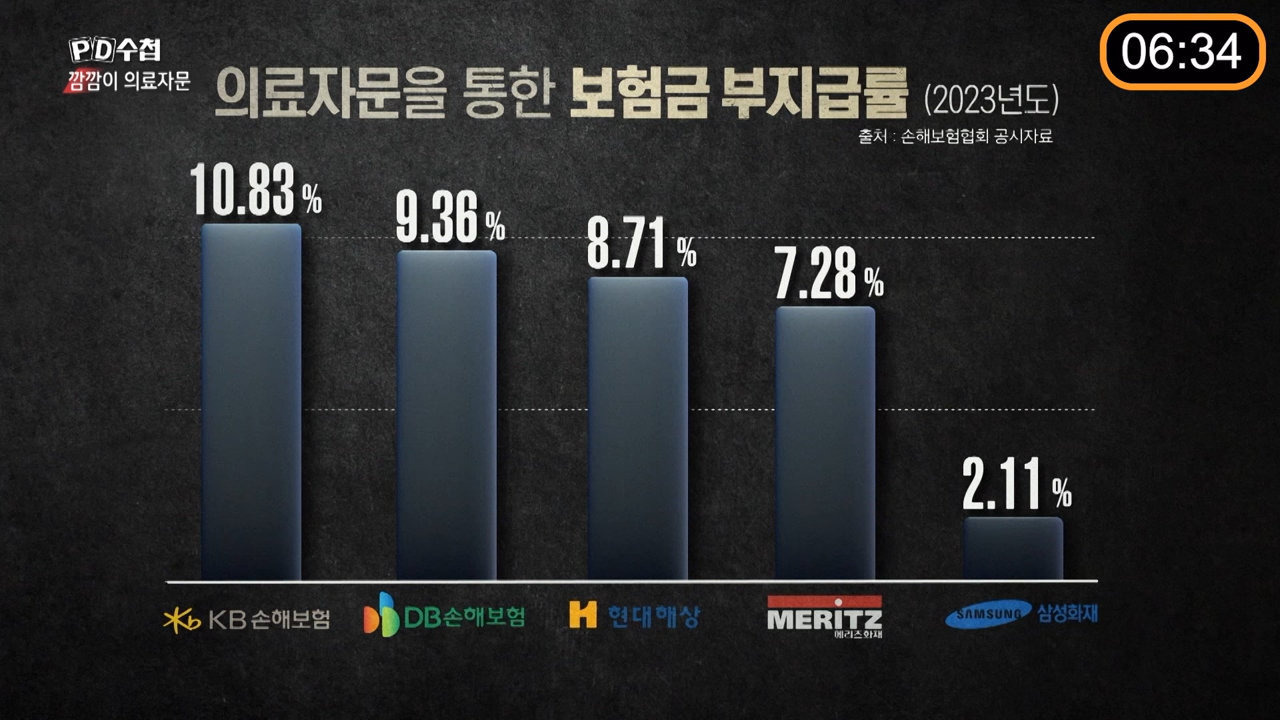 PD수첩
깜깜이 의료자문
06:34
의료자문을 통한 보험금 부지급률 (2023년도)
출처 : 손해보험협회 공시자료
10.83 %
9.36 %
8.71 %
7.28 %
2.11 %
Kb KB 손해보험
DB손해보험
H 현대해상
MERITZ
메리츠화재
SAMSUNG 삼성화재